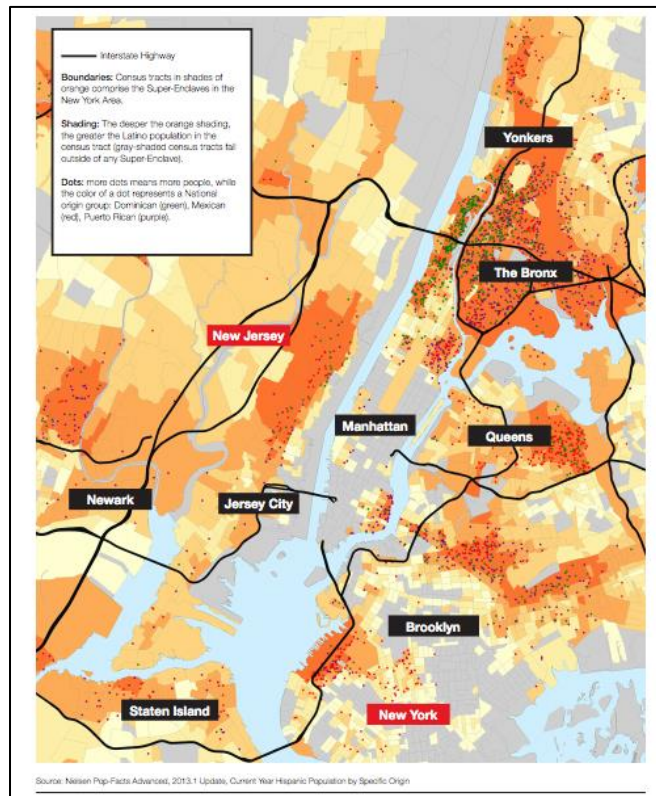 Interstate Highway
Boundaries: Census tracts in shades of
orange comprise the Super-Enclaves in the
New York Area.
Shading: The deeper the orange shading,
the greater the Latino population in the
census tract (gray-shaded census tracts fall
outside of any Super-Enclave).
Dots: more dots means more people, while
the color of a dot represents a National
origin group: Dominican (green), Mexican
(red), Puerto Rican (purple).
Yonkers
The Bronx
New Jersey
Manhattan
Queens
Newark
Jersey City
Brooklyn
Staten Island
New York
Source: Nielsen Pop-Facts Advanced, 2013.1 Update, Current Year Hispanic Population by Specific Origin